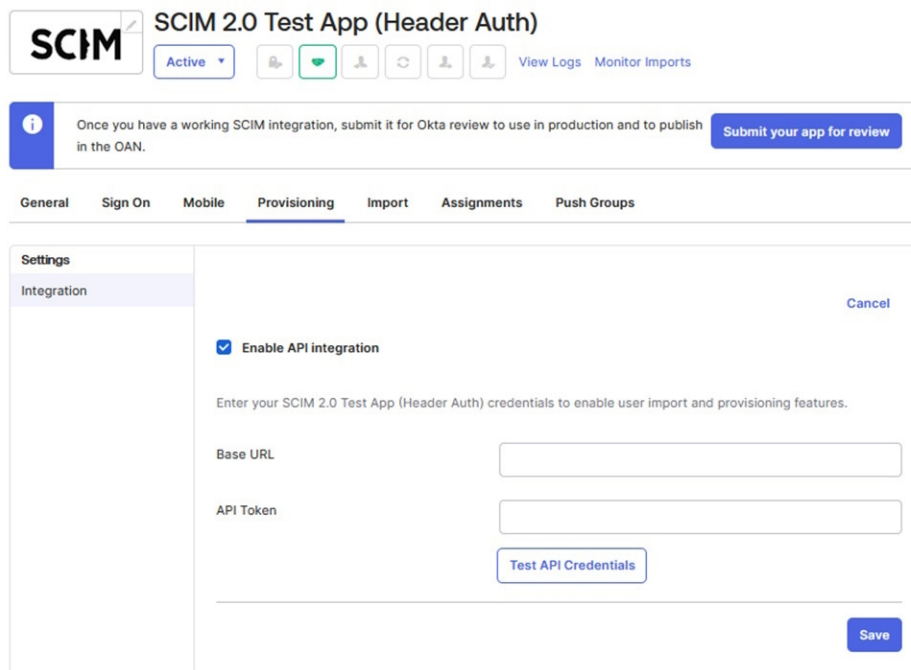 SCIM
SCIM 2.0 Test App (Header Auth)
Active
View Logs Monitor Imports
Once you have a working SCIM integration, submit it for Okta review to use in production and to publish
in the OAN.
Submit your app for review
General Sign On Mobile Provisioning Import Assignments Push Groups
Settings
Integration
Cancel
Enable API integration
Enter your SCIM 2.0 Test App (Header Auth) credentials to enable user import and provisioning features.
Base URL
API Token
Test API Credentials
Save